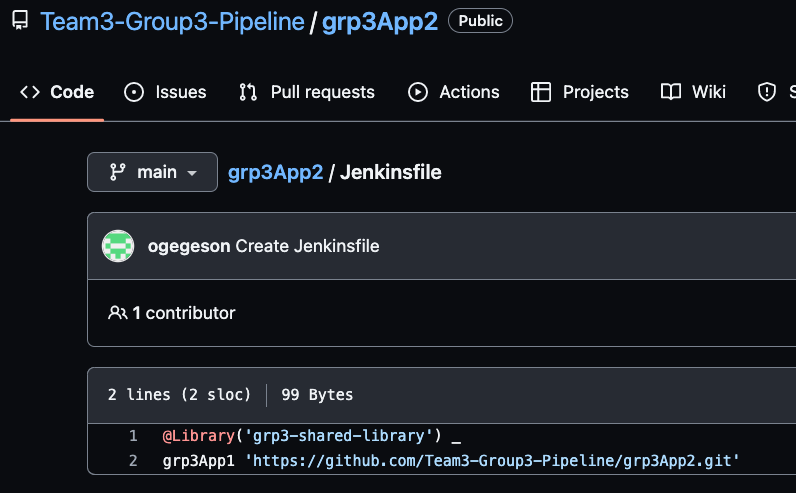 Team3-Group3-Pipeline / grp3App2 Public
<> Code Issues Pull requests Actions Projects Wiki S
main grp3App2 / Jenkinsfile
ogegeson Create Jenkinsfile
1 contributor
2 lines (2 sloc) 99 Bytes
1 @Library('grp3-shared-library') _
2 grp3App1 'https://github.com/Team3-Group3-Pipeline/grp3App2.git'